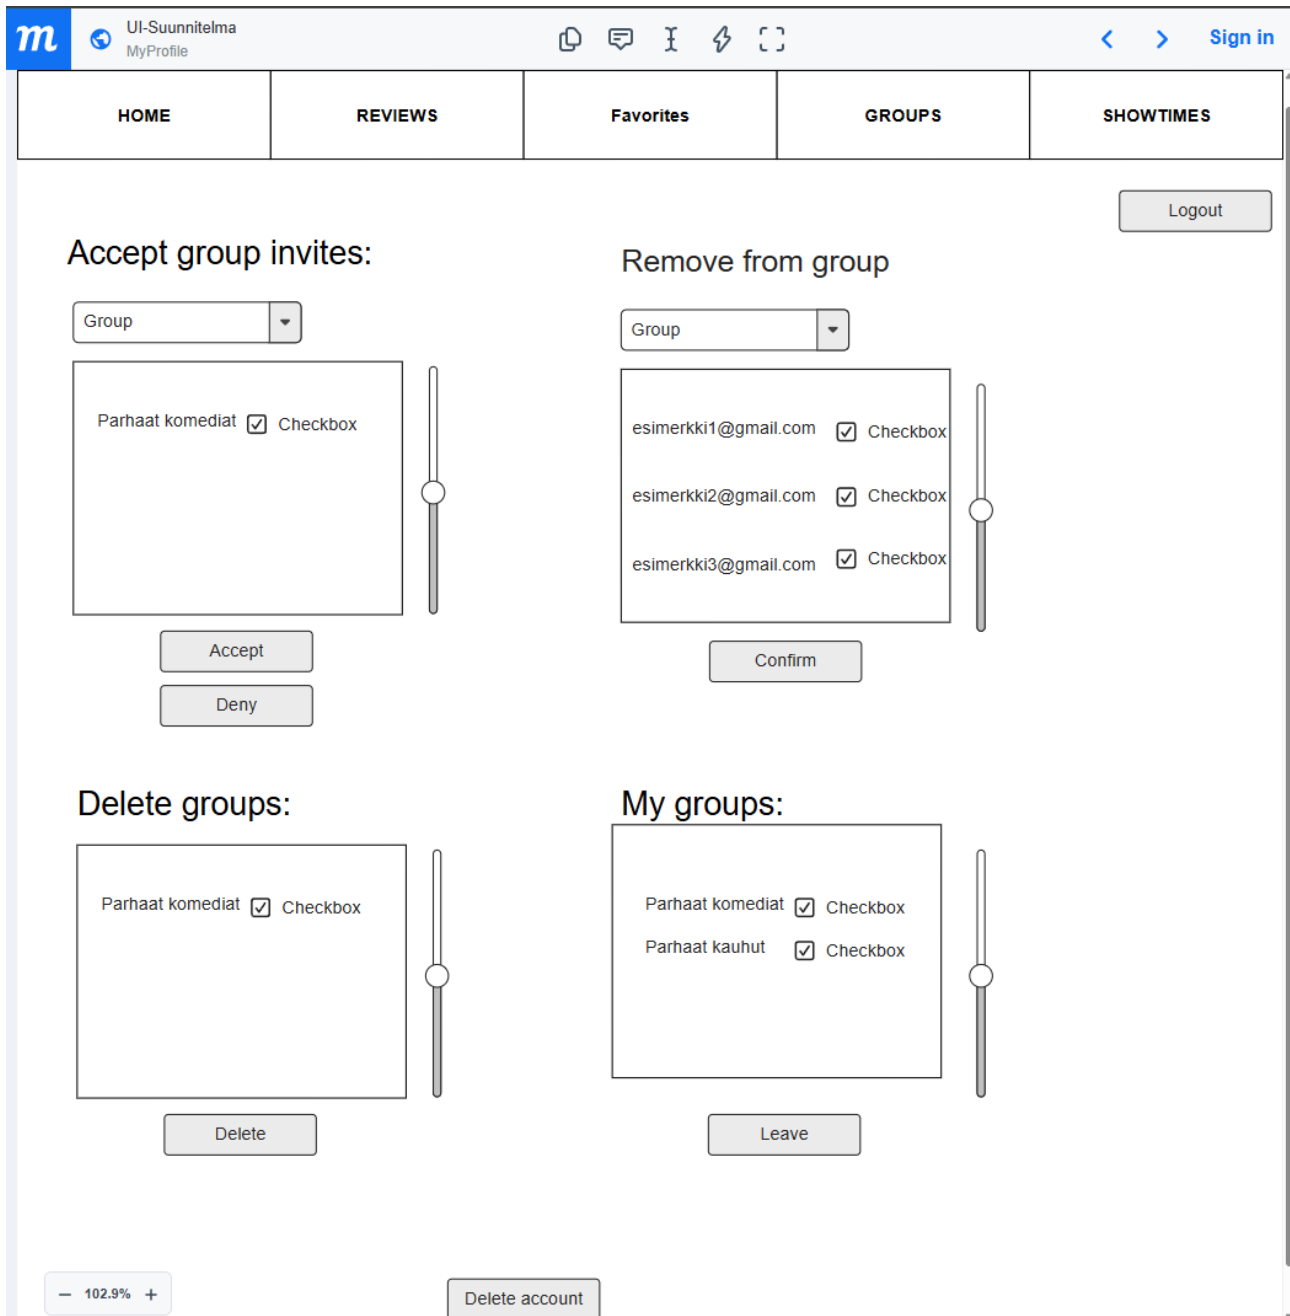 m
UI-Suunnitelma
MyProfile
Sign in
HOME
REVIEWS
Favorites
GROUPS
SHOWTIMES
Logout
Accept group invites:
Group
Parhaat komediat Checkbox
Accept
Deny
Remove from group
Group
esimerkki1@gmail.com Checkbox
esimerkki2@gmail.com Checkbox
esimerkki3@gmail.com Checkbox
Confirm
Delete groups:
Parhaat komediat Checkbox
Delete
My groups:
Parhaat komediat Checkbox
Parhaat kauhut Checkbox
Leave
– 102.9% +
Delete account